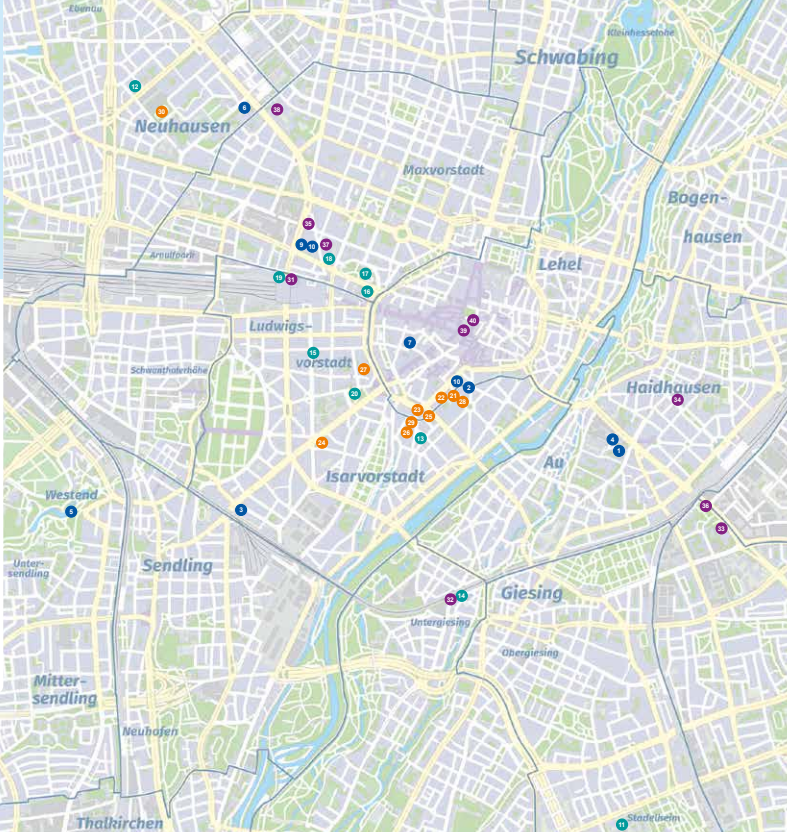 Ebenau
Kleinhesselohe
Schwabing
12
30
6
38
Neuhausen
Maxvorstadt
Bogen-
hausen
35
9
10
37
18
Arnulfpark
Lehel
17
19
31
16
40
39
Ludwigs-
vorstadt
7
15
27
Schwanthalerhöhe
10
2
Haidhausen
20
22
21
28
34
23
25
29
26
13
24
4
1
Au
Isarvorstadt
Westend
5
3
36
33
Unter-
sendling
Sendling
Giesing
32
14
Untergiesing
Obergiesing
Mitter-
sendling
Neuhofen
Thalkirchen
11
Stadelheim